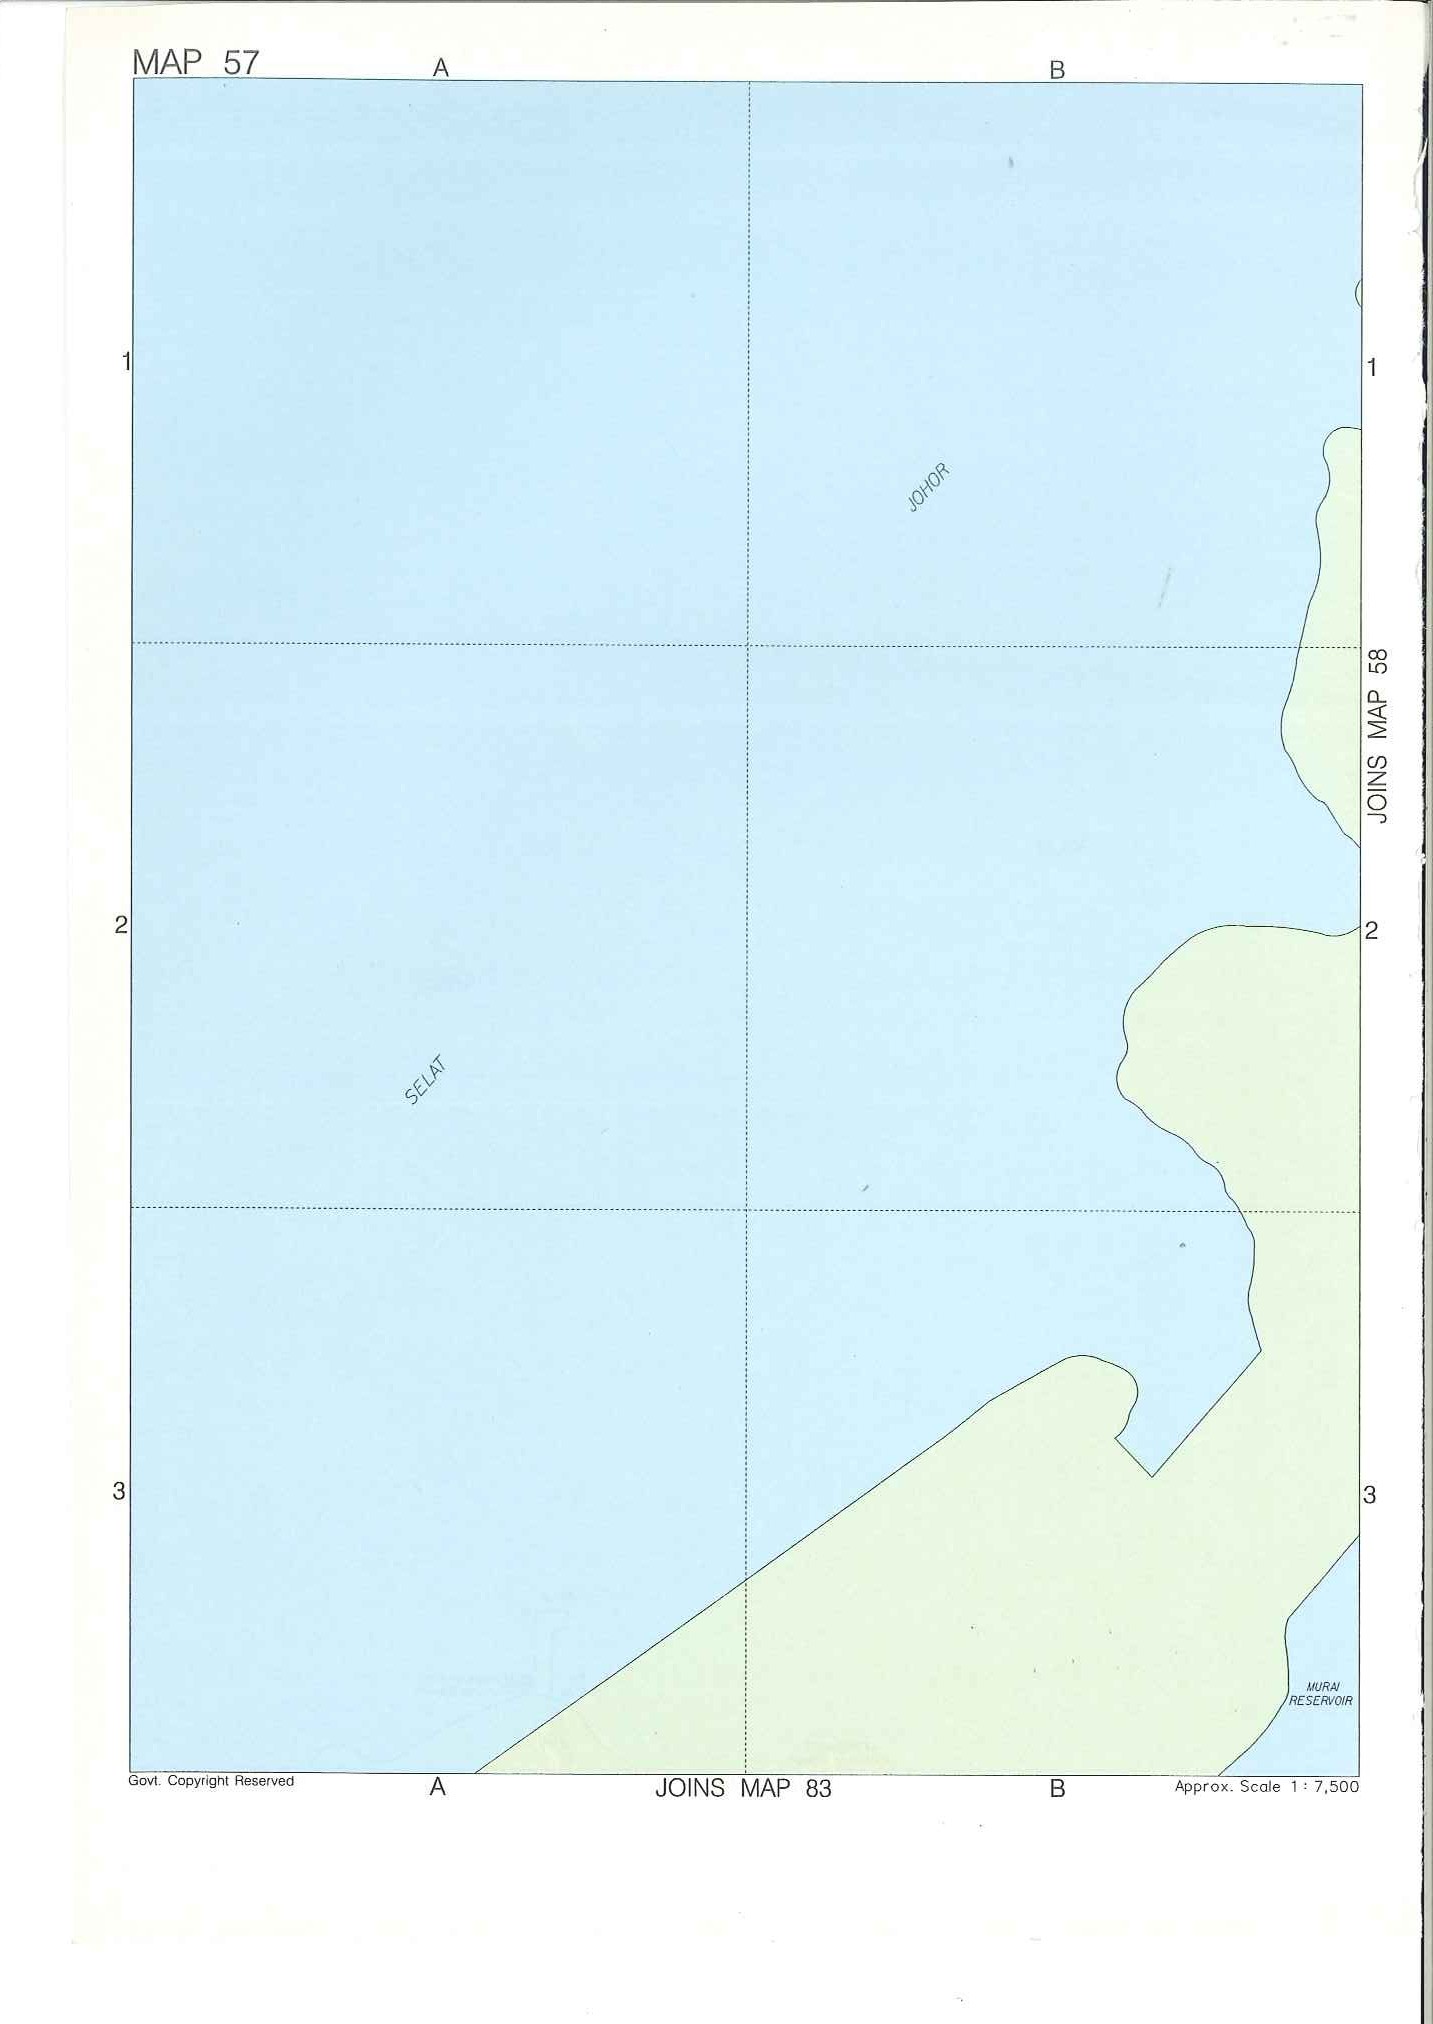 MAP 57
A
B
1
1
JOHOR
JOINS MAP 58
2
2
SELAT
3
3
MURAI
RESERVOIR
Govt. Copyright Reserved
A
JOINS MAP 83
B
Approx. Scale 1 : 7,500